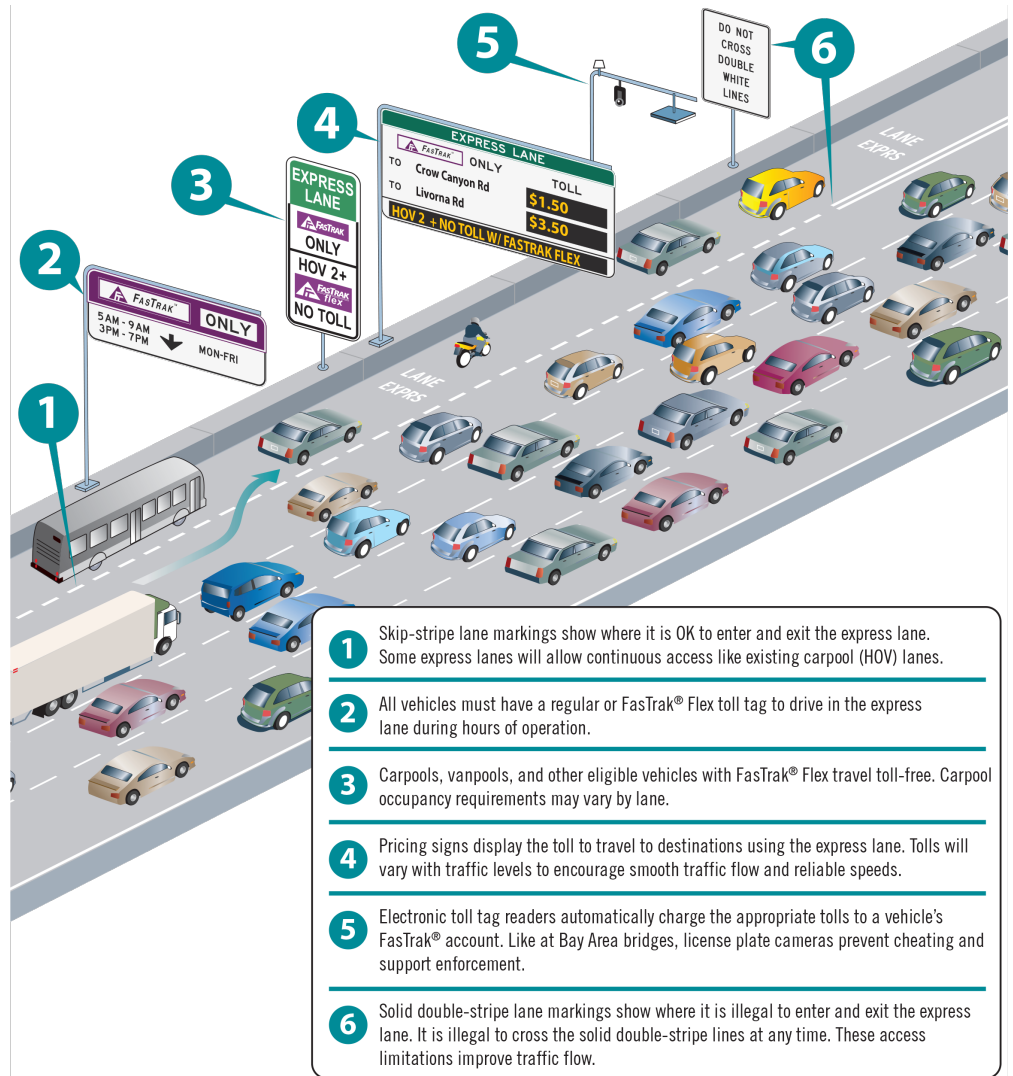 5
6
DO NOT
CROSS
DOUBLE
WHITE
LINES
4
EXPRESS LANE
FASTRAK™ ONLY
TOLL
TO Crow Canyon Rd
$1.50
TO Livorna Rd
$3.50
HOV 2 + NO TOLL W/ FASTRAK FLEX
LANE
EXPRS
3
EXPRESS
LANE
FASTRAK
ONLY
HOV 2+
FASTRAK
flex
NO TOLL
2
FASTRAK™ ONLY
5AM - 9AM
3PM - 7PM
MON-FRI
LANE
EXPRS
1
1 Skip-stripe lane markings show where it is OK to enter and exit the express lane.
Some express lanes will allow continuous access like existing carpool (HOV) lanes.
2 All vehicles must have a regular or FasTrak® Flex toll tag to drive in the express
lane during hours of operation.
3 Carpools, vanpools, and other eligible vehicles with FasTrak® Flex travel toll-free. Carpool
occupancy requirements may vary by lane.
4 Pricing signs display the toll to travel to destinations using the express lane. Tolls will
vary with traffic levels to encourage smooth traffic flow and reliable speeds.
5 Electronic toll tag readers automatically charge the appropriate tolls to a vehicle's
FasTrak® account. Like at Bay Area bridges, license plate cameras prevent cheating and
support enforcement.
6 Solid double-stripe lane markings show where it is illegal to enter and exit the express
lane. It is illegal to cross the solid double-stripe lines at any time. These access
limitations improve traffic flow.